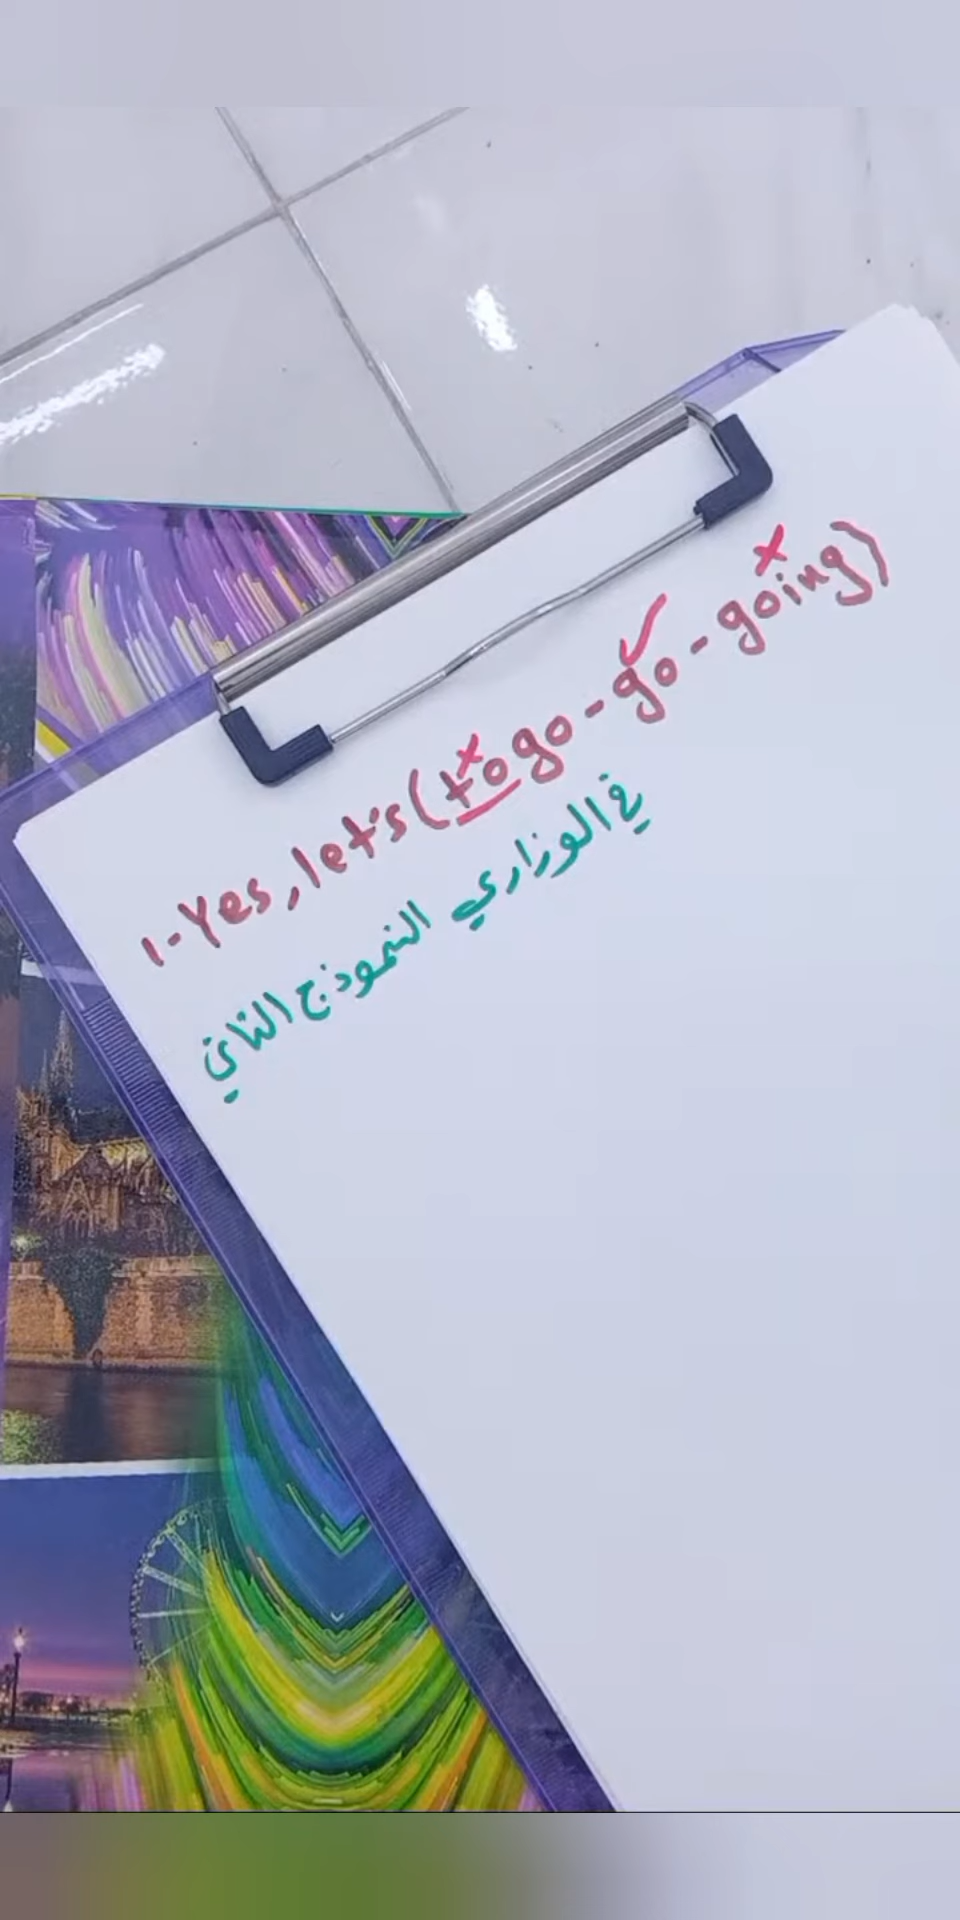 1-Yes, let's (to go - go - going)
في الوزاري النموذج الثاني